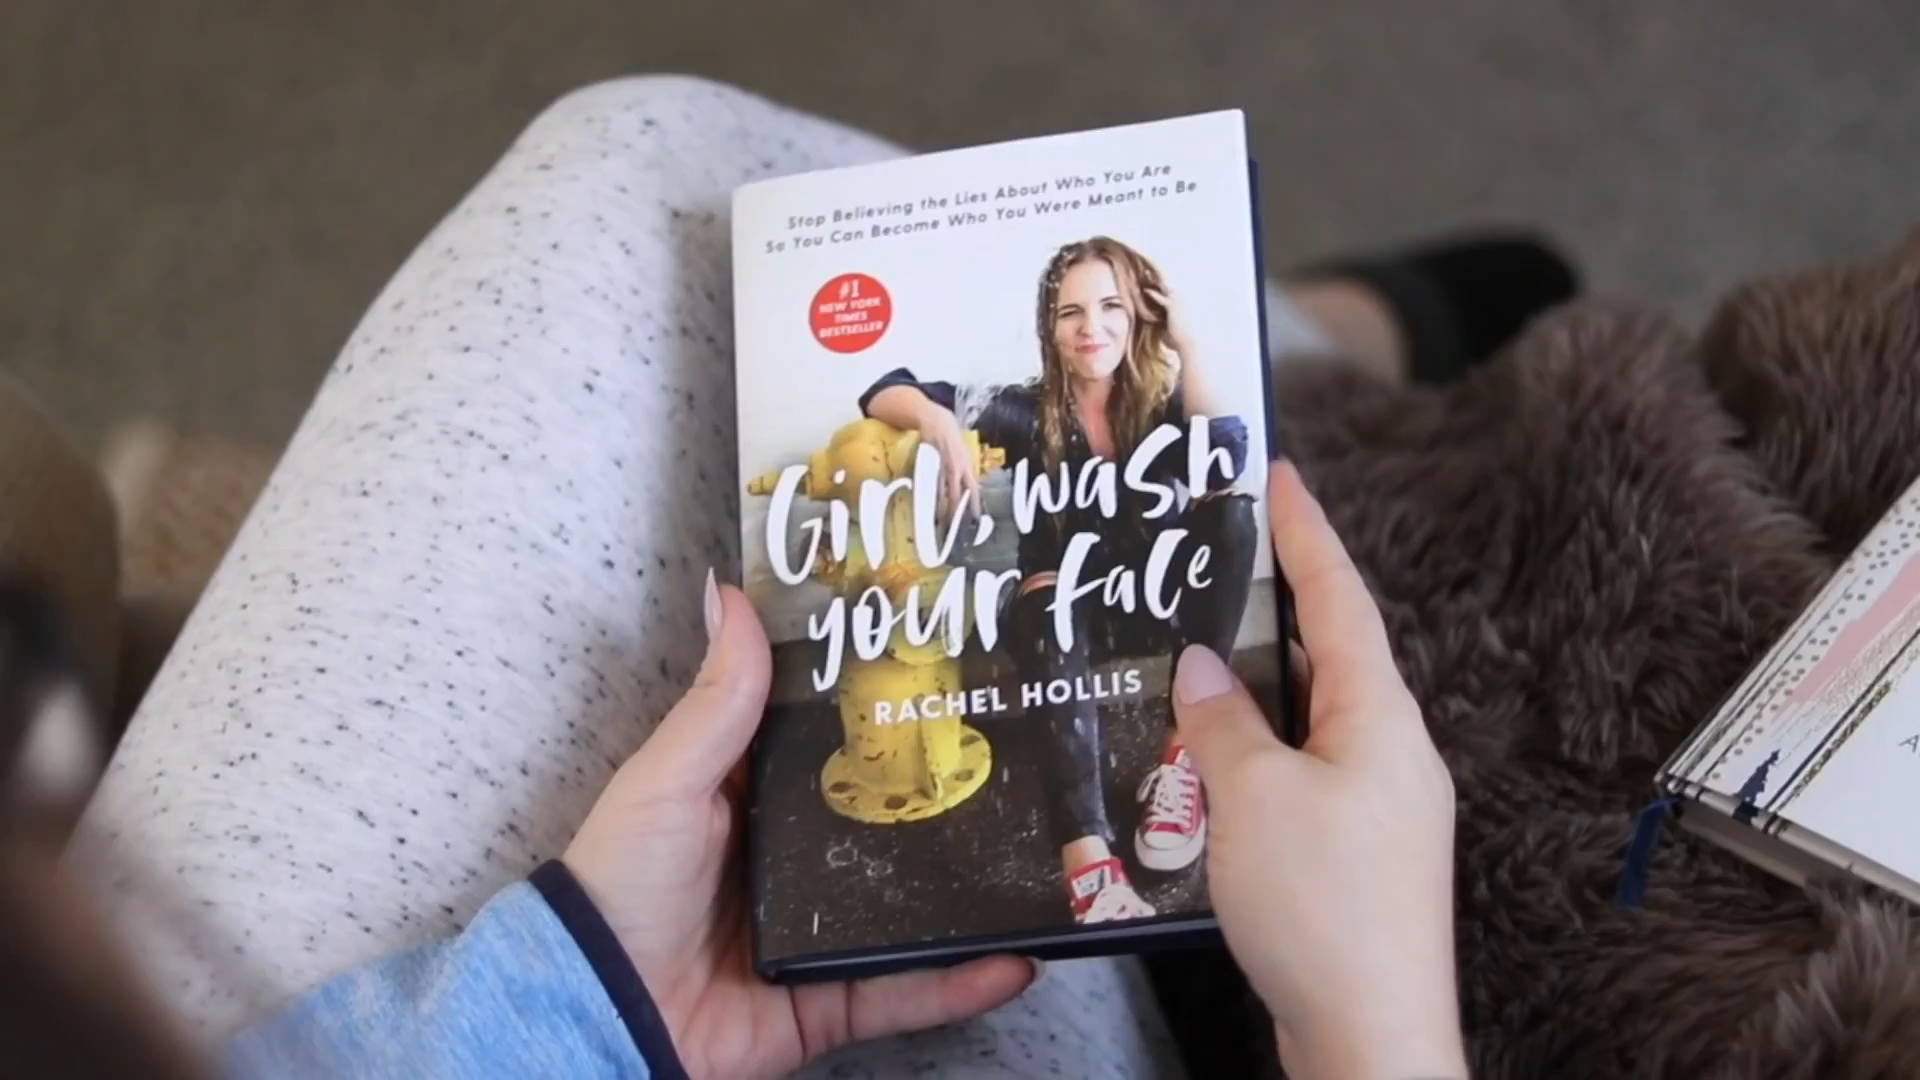 Stop Believing the Lies About Who You Are
So You Can Become Who You Were Meant to Be
#1
NEW YORK
TIMES
BESTSELLER
Girl, wash
your face
RACHEL HOLLIS